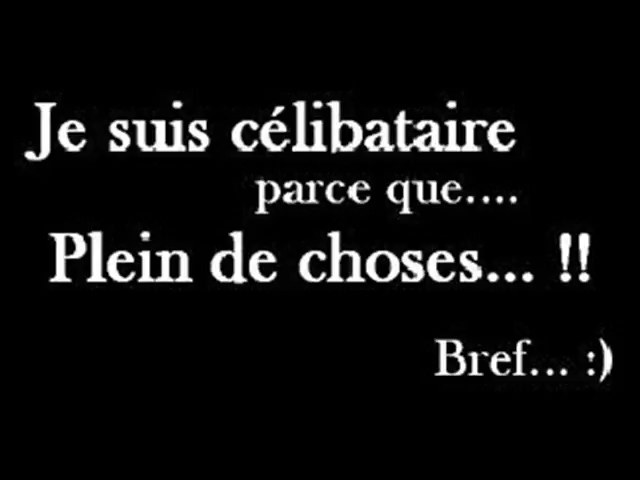 Je suis célibataire
parce que....
Plein de choses... !!
Bref... :)